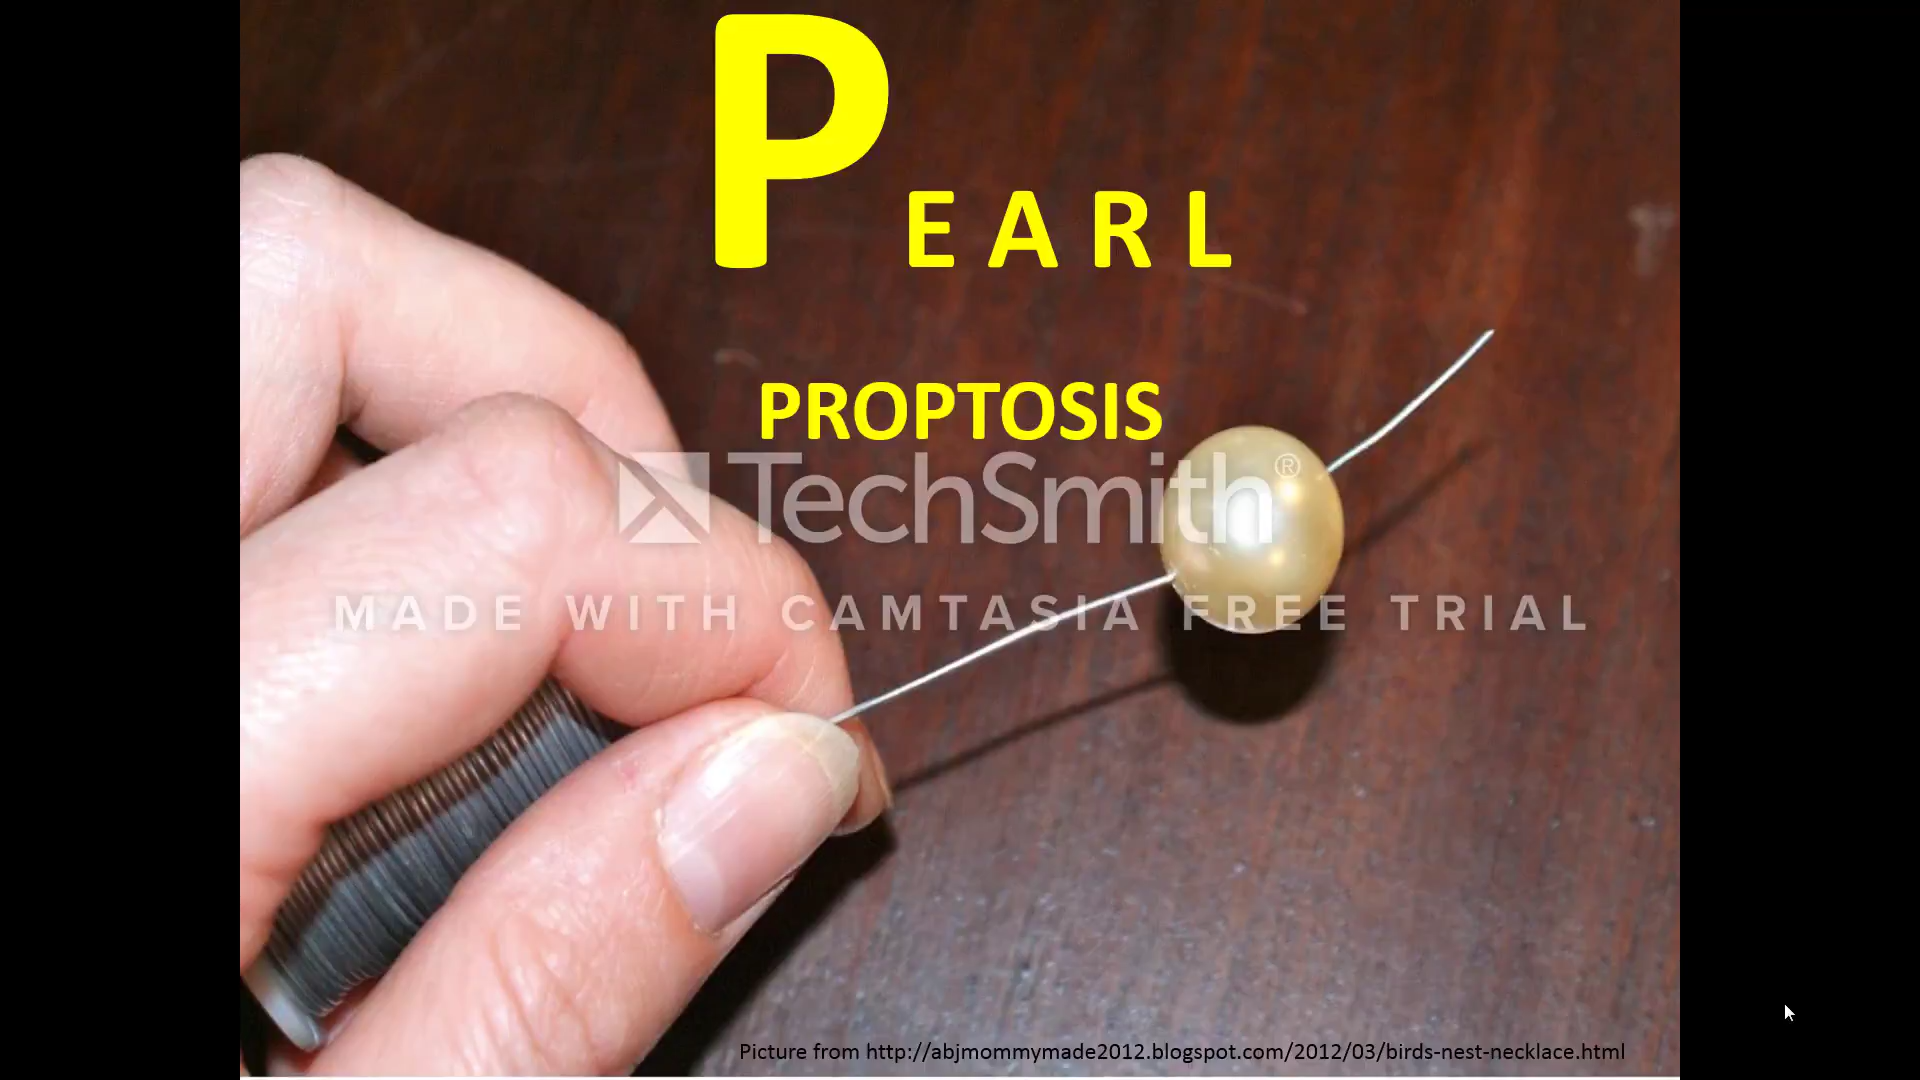 P E A R L
PROPTOSIS
TechSmith®
MADE WITH CAMTASIA FREE TRIAL
Picture from http://abjmommymade2012.blogspot.com/2012/03/birds-nest-necklace.html